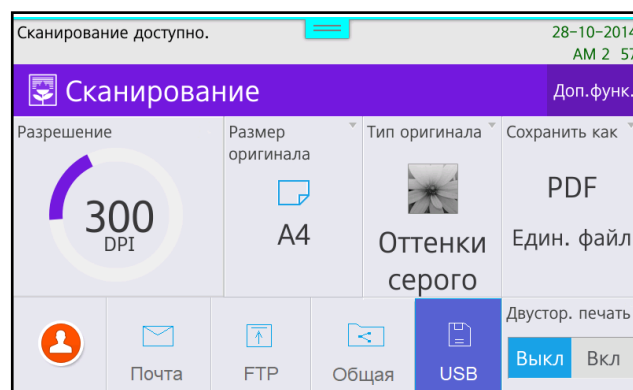 Сканирование доступно.
28-10-2014
AM 2 57
Сканирование
Доп.функ.
Разрешение
300
DPI
Размер
оригинала
A4
Тип оригинала
Оттенки
серого
Сохранить как
PDF
Един. файл
Почта
FTP
Общая
USB
Двустор. печать
Выкл
Вкл